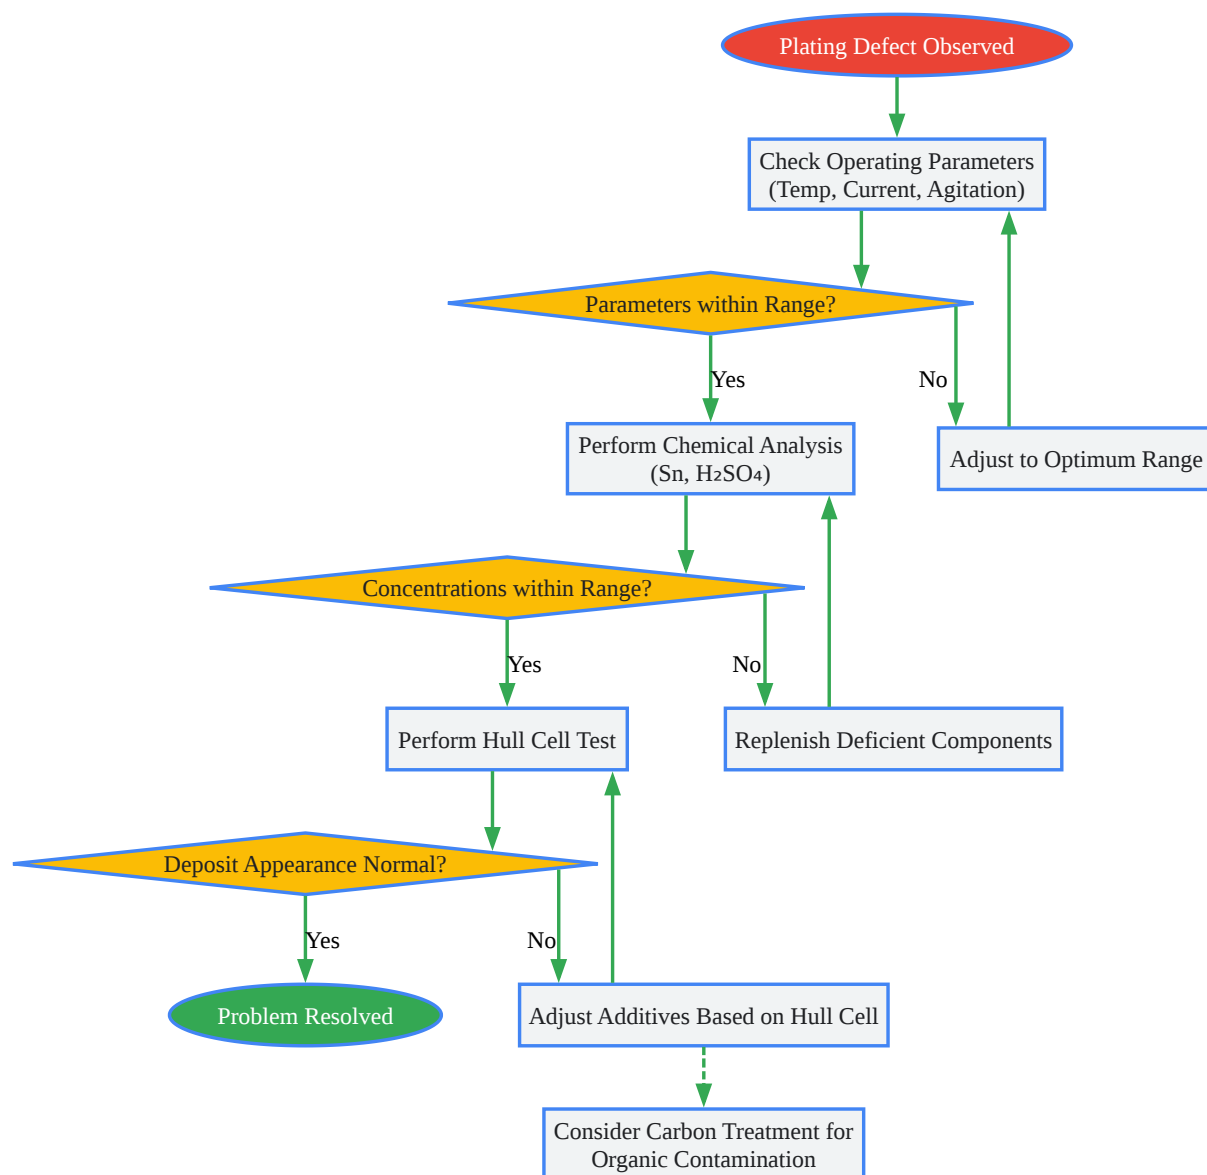 Plating Defect Observed
Check Operating Parameters
(Temp, Current, Agitation)
Parameters within Range?
Yes
No
Perform Chemical Analysis
(Sn, H₂SO₄)
Adjust to Optimum Range
Concentrations within Range?
Yes
No
Perform Hull Cell Test
Replenish Deficient Components
Deposit Appearance Normal?
Yes
No
Problem Resolved
Adjust Additives Based on Hull Cell
Consider Carbon Treatment for
Organic Contamination